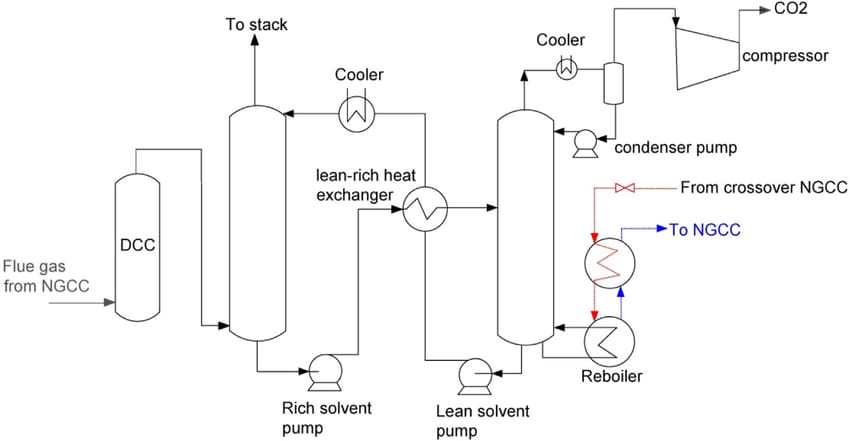 To stack
Cooler
Cooler
CO2
compressor
condenser pump
lean-rich heat
exchanger
From crossover NGCC
To NGCC
DCC
Flue gas
from NGCC
Reboiler
Rich solvent
pump
Lean solvent
pump